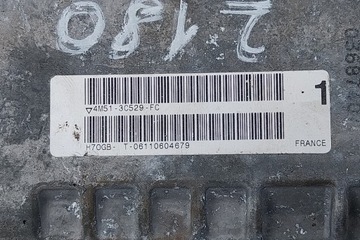 2180
▽4M51-3C529-FC
1
H70GB- T-06110604679
FRANCE